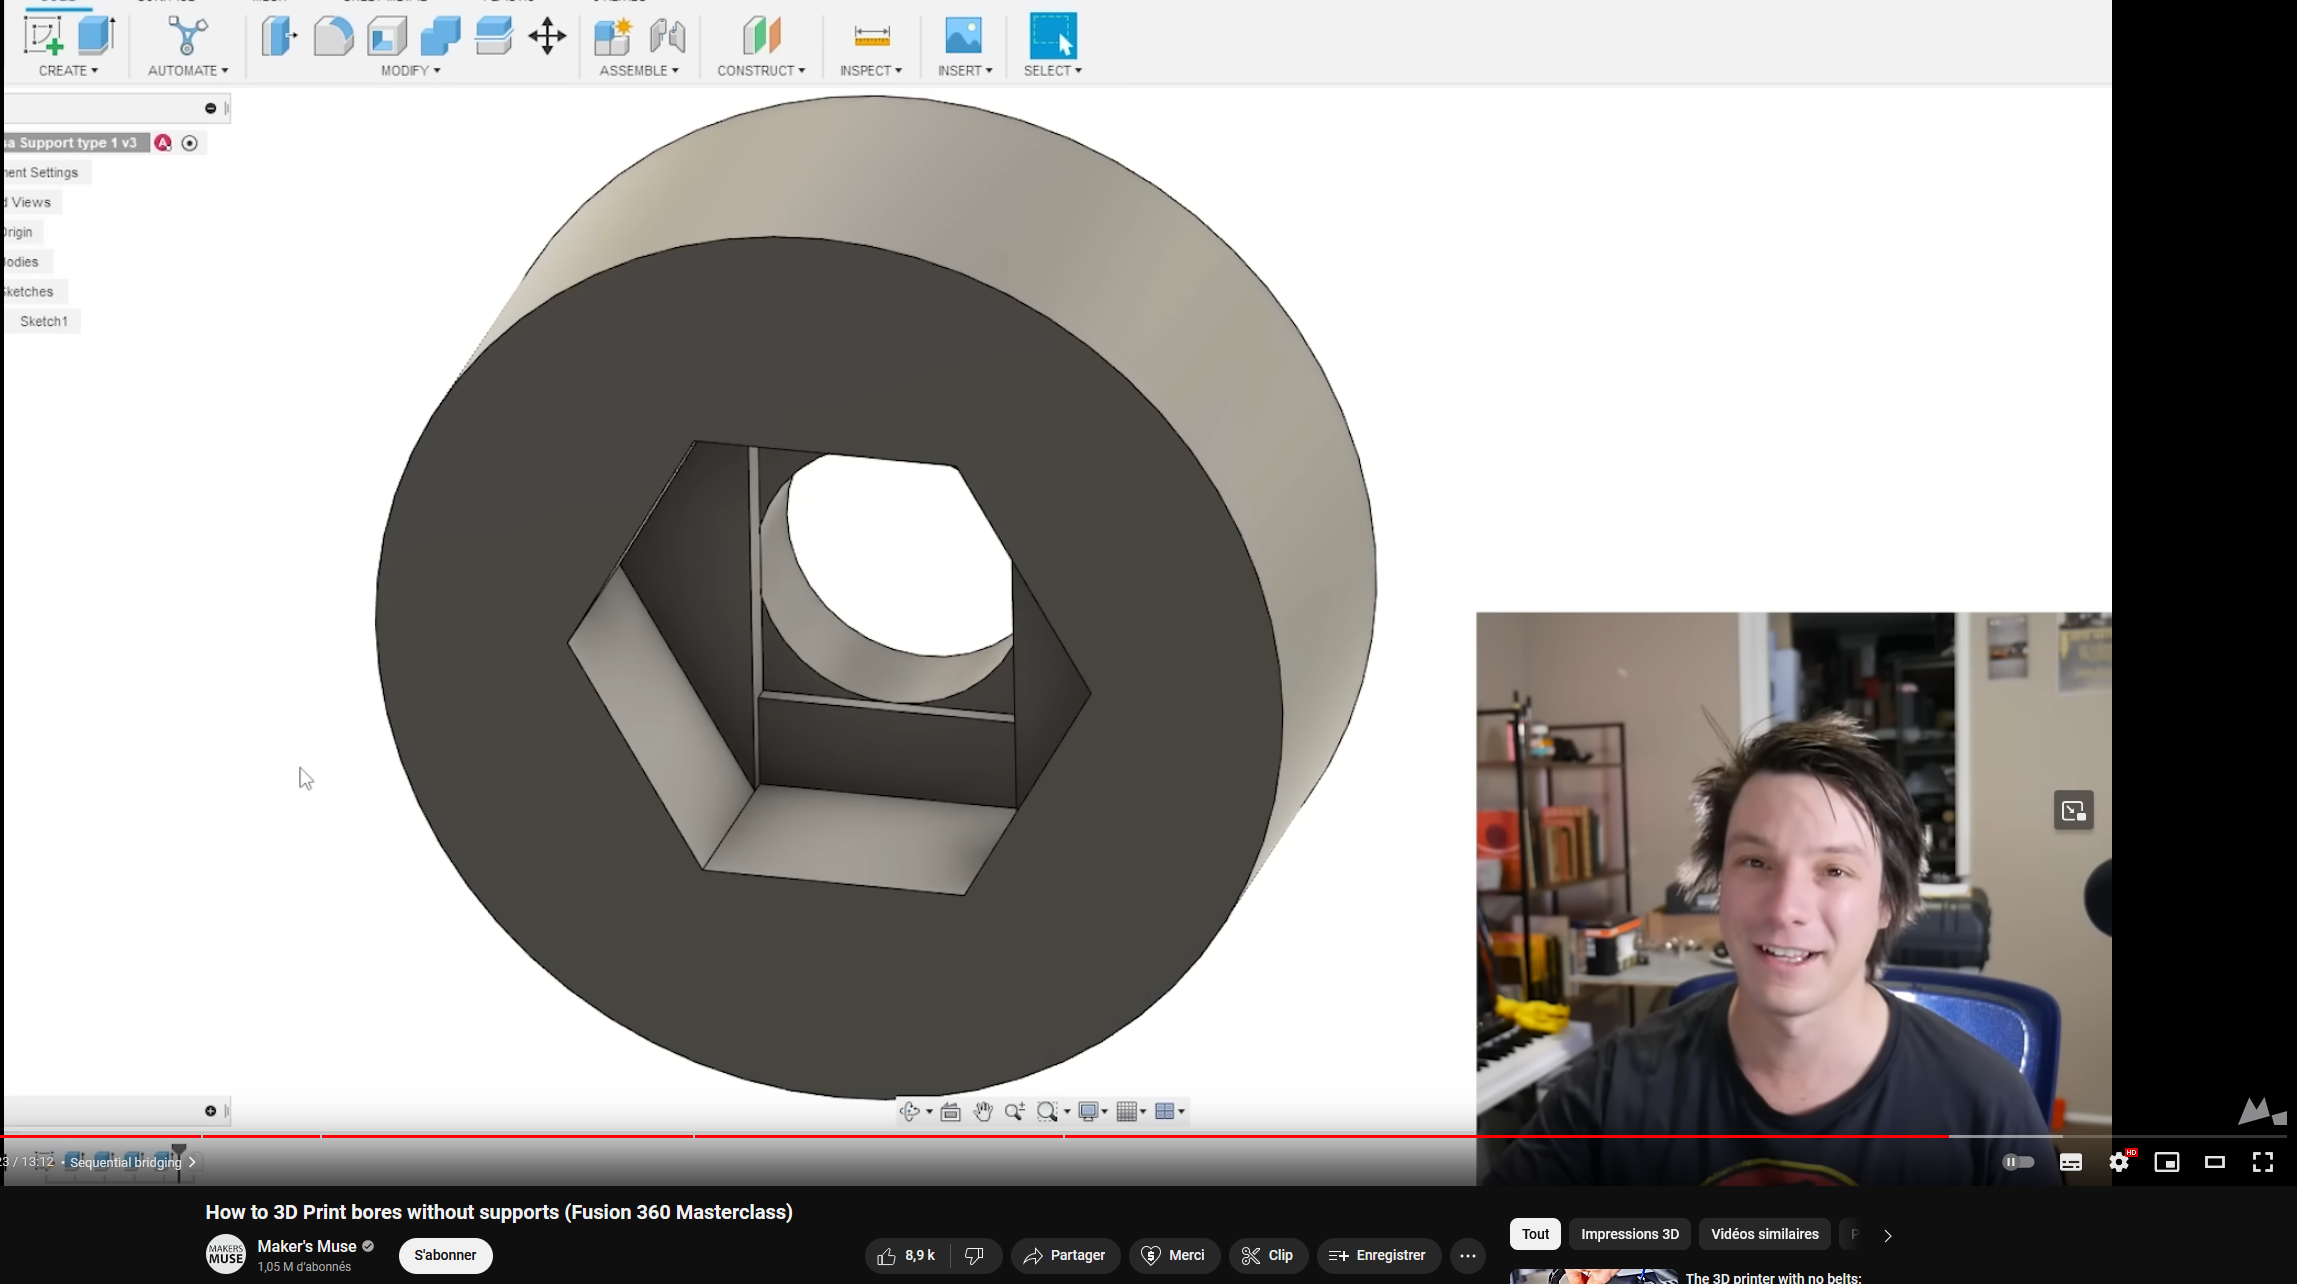 CREATE
AUTOMATE
MODIFY
ASSEMBLE
CONSTRUCT
INSPECT
INSERT
SELECT
Support type 1 v3
A
Settings
Views
Origin
Bodies
Sketches
Sketch1
/ 13:12 • Sequential bridging
HD
How to 3D Print bores without supports (Fusion 360 Masterclass)
MAKERS
MUSE
Maker's Muse
1,05 M d'abonnés
S'abonner
8,9 k
Partager
Merci
Clip
Enregistrer
Tout
Impressions 3D
Vidéos similaires
The 3D printer with no belts: